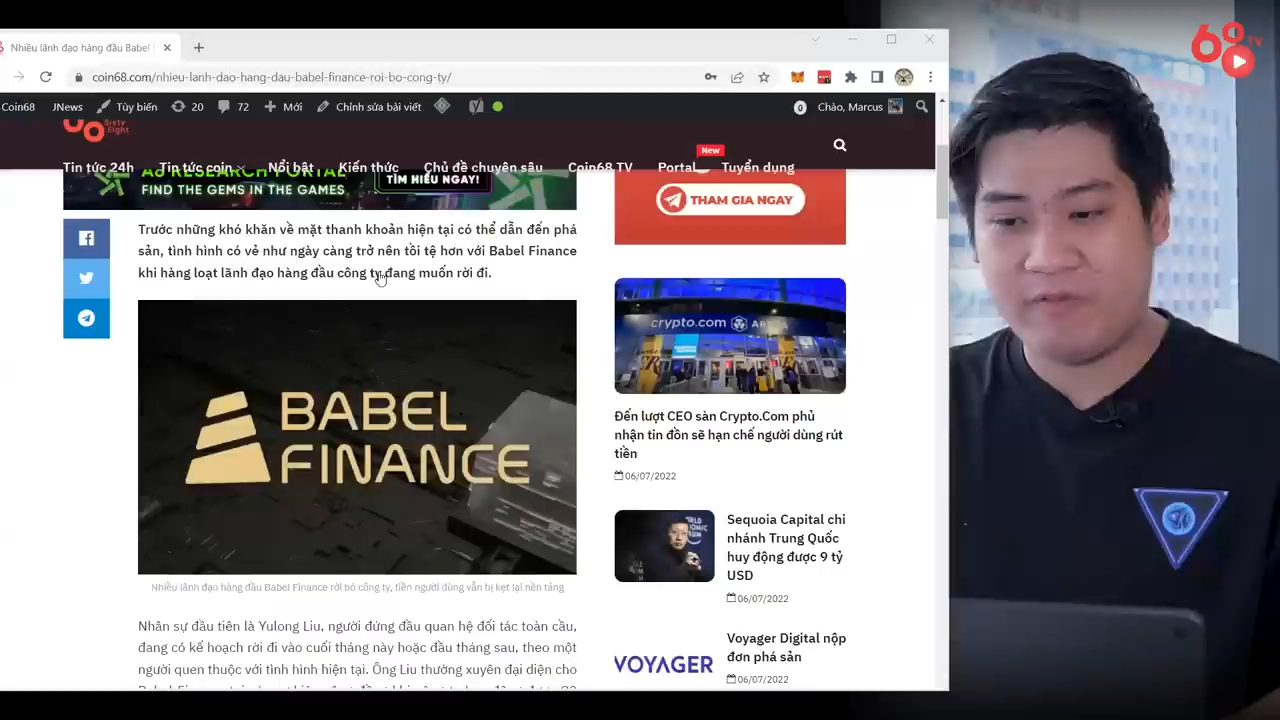 68 TV
Nhiều lãnh đạo hàng đầu Babel
coin68.com/nhieu-lanh-dao-hang-dau-babel-finance-roi-bo-cong-ty/
Coin68 JNews Tùy biến 20 72 Mới Chỉnh sửa bài viết 0 Chào, Marcus
Sixty
Eight
New
Tin tức 24h Tin tức coin Nổi bật Kiến thức Chủ đề chuyên sâu Coin68 TV Portal Tuyển dụng
RESEARCH PORTAL
FIND THE GEMS IN THE GAMES
TÌM HIỂU NGAY!
Trước những khó khăn về mặt thanh khoản hiện tại có thể dẫn đến phá
sản, tình hình có vẻ như ngày càng trở nên tồi tệ hơn với Babel Finance
khi hàng loạt lãnh đạo hàng đầu công ty đang muốn rời đi.
BABEL
FINANCE
Nhiều lãnh đạo hàng đầu Babel Finance rời bỏ công ty, tiền người dùng vẫn bị kẹt lại nền tảng
Nhân sự đầu tiên là Yulong Liu, người đứng đầu quan hệ đối tác toàn cầu,
đang có kế hoạch rời đi vào cuối tháng này hoặc đầu tháng sau, theo một
người quen thuộc với tình hình hiện tại. Ông Liu thường xuyên đại diện cho
THAM GIA NGAY
crypto.com
Đến lượt CEO sàn Crypto.Com phủ
nhận tin đồn sẽ hạn chế người dùng rút
tiền
06/07/2022
Sequoia Capital chi
nhánh Trung Quốc
huy động được 9 tỷ
USD
06/07/2022
Voyager Digital nộp
đơn phá sản
VOYAGER
06/07/2022